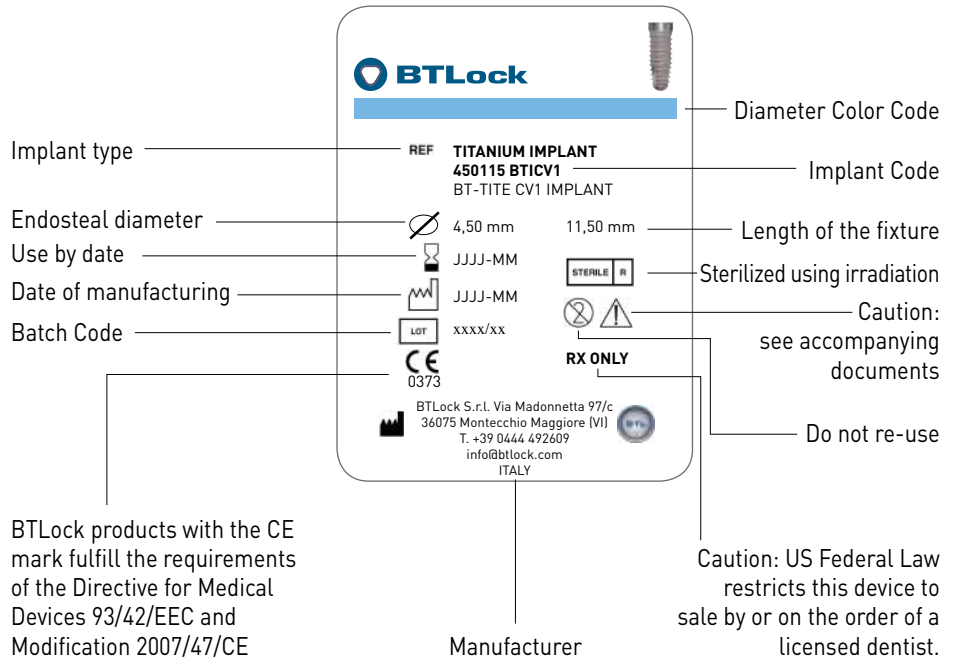 BTLock
Diameter Color Code
Implant type
REF TITANIUM IMPLANT
450115 BTICV1
Implant Code
BT-TITE CV1 IMPLANT
Endosteal diameter
4,50 mm 11,50 mm
Length of the fixture
Use by date
JJJJ-MM
STERILE R
Sterilized using irradiation
Date of manufacturing
JJJJ-MM
2
Caution:
see accompanying
documents
Batch Code
LOT xxxx/xx
CE
0373
RX ONLY
BTLock S.r.l. Via Madonnetta 97/c
36075 Montecchio Maggiore (VI)
T. +39 0444 492609
info@btlock.com
ITALY
BTL
Do not re-use
BTLock products with the CE
mark fulfill the requirements
of the Directive for Medical
Devices 93/42/EEC and
Modification 2007/47/CE
Manufacturer
Caution: US Federal Law
restricts this device to
sale by or on the order of a
licensed dentist.